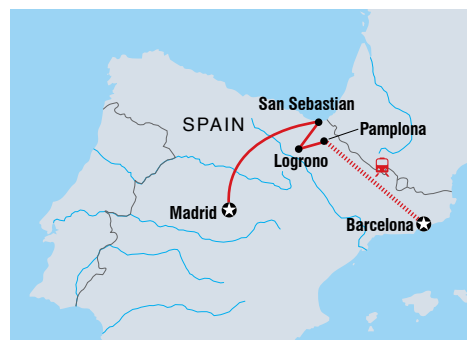 San Sebastian
SPAIN
Pamplona
Logrono
Madrid
Barcelona